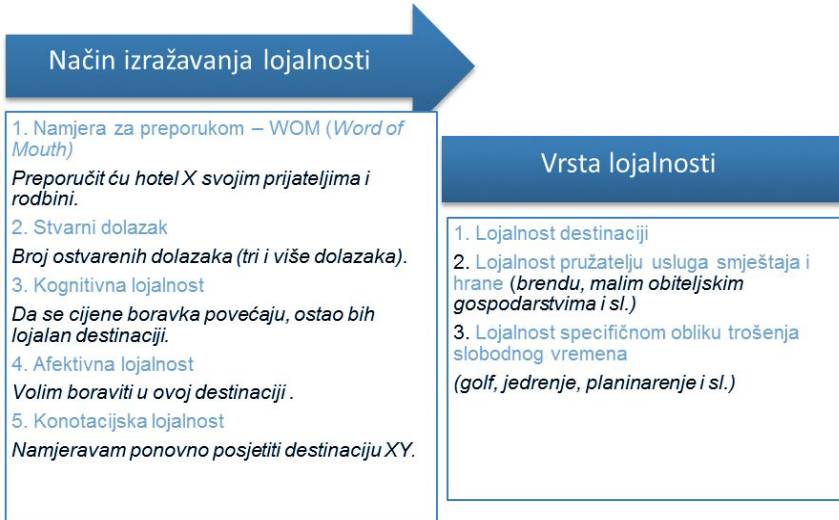 Način izražavanja lojalnosti
1. Namjera za preporukom – WOM (Word of
Mouth)
Preporučit ću hotel X svojim prijateljima i
rodbini.
2. Stvarni dolazak
Broj ostvarenih dolazaka (tri i više dolazaka).
3. Kognitivna lojalnost
Da se cijene boravka povećaju, ostao bih
lojalan destinaciji.
4. Afektivna lojalnost
Volim boraviti u ovoj destinaciji .
5. Konotacijska lojalnost
Namjeravam ponovno posjetiti destinaciju XY.
Vrsta lojalnosti
1. Lojalnost destinaciji
2. Lojalnost pružatelju usluga smještaja i
hrane (brendu, malim obiteljskim
gospodarstvima i sl.)
3. Lojalnost specifičnom obliku trošenja
slobodnog vremena
(golf, jedrenje, planinarenje i sl.)